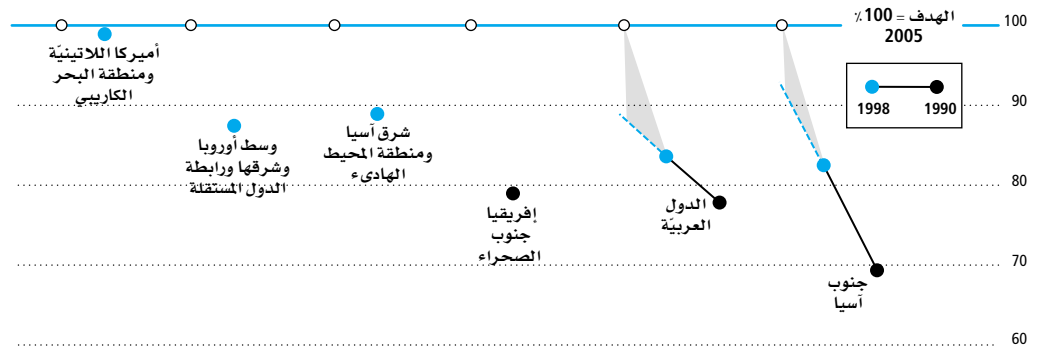 الهدف = 100٪
2005
100
1990
1998
90
80
70
60
جنوب
آسيا
الدول
العربيّة
إفريقيا
جنوب
الصحراء
شرق آسيا
ومنطقة المحيط
الهادىء
وسط أوروبا
وشرقها ورابطة
الدول المستقلة
أميركا اللاتينيّة
ومنطقة البحر
الكاريبي